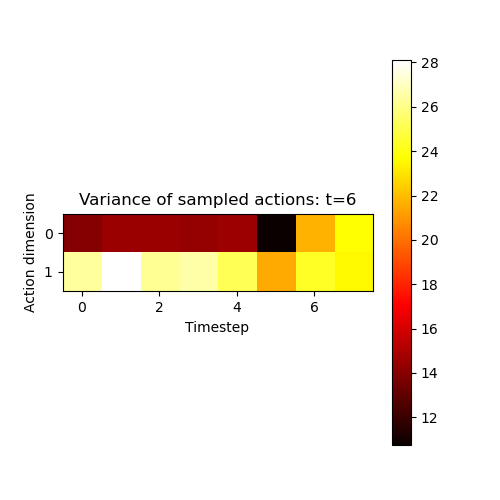 Variance of sampled actions: t=6
Action dimension
0
1
0 2 4 6
Timestep
28
26
24
22
20
18
16
14
12